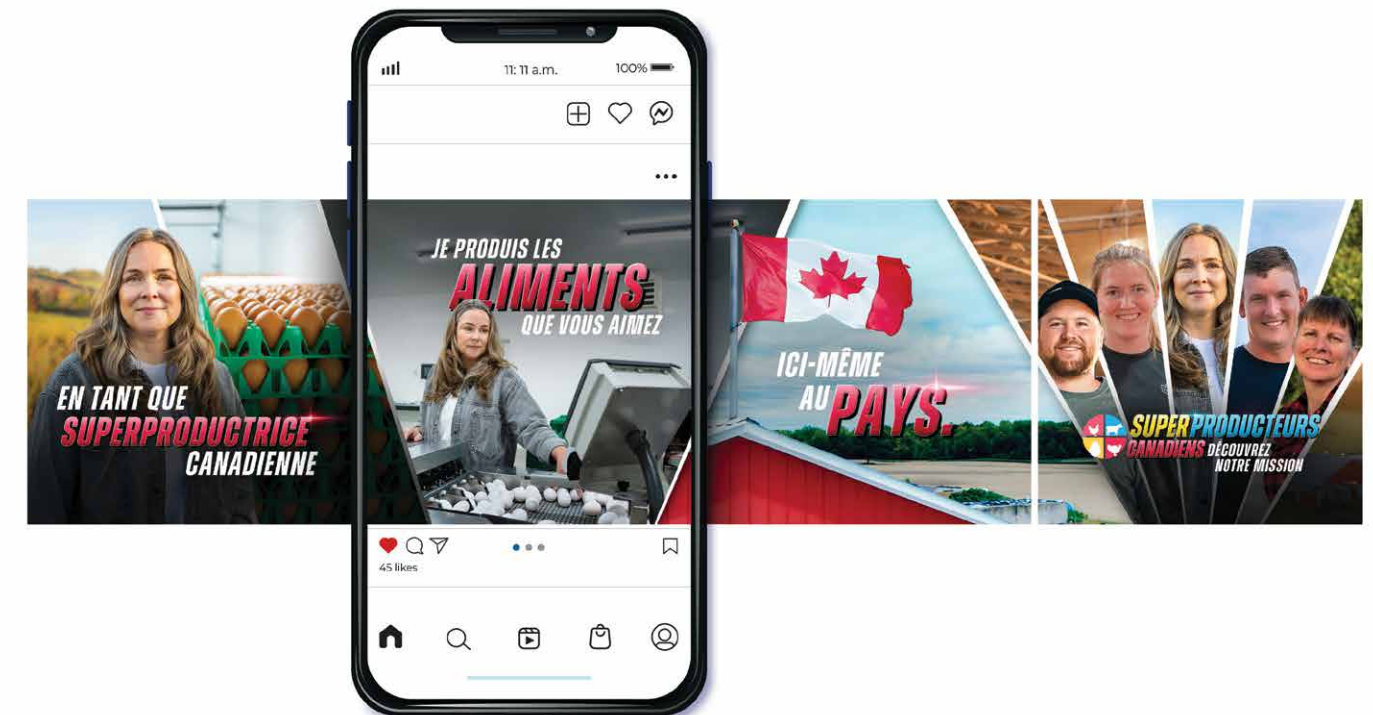 11: 11 a.m.
100%
EN TANT QUE
SUPERPRODUCTRICE
CANADIENNE
JE PRODUIS LES
ALIMENTS
QUE VOUS AIMEZ
ICI-MÊME
AU PAYS.
SUPERPRODUCTEURS
CANADIENS DÉCOUVREZ
NOTRE MISSION
45 likes